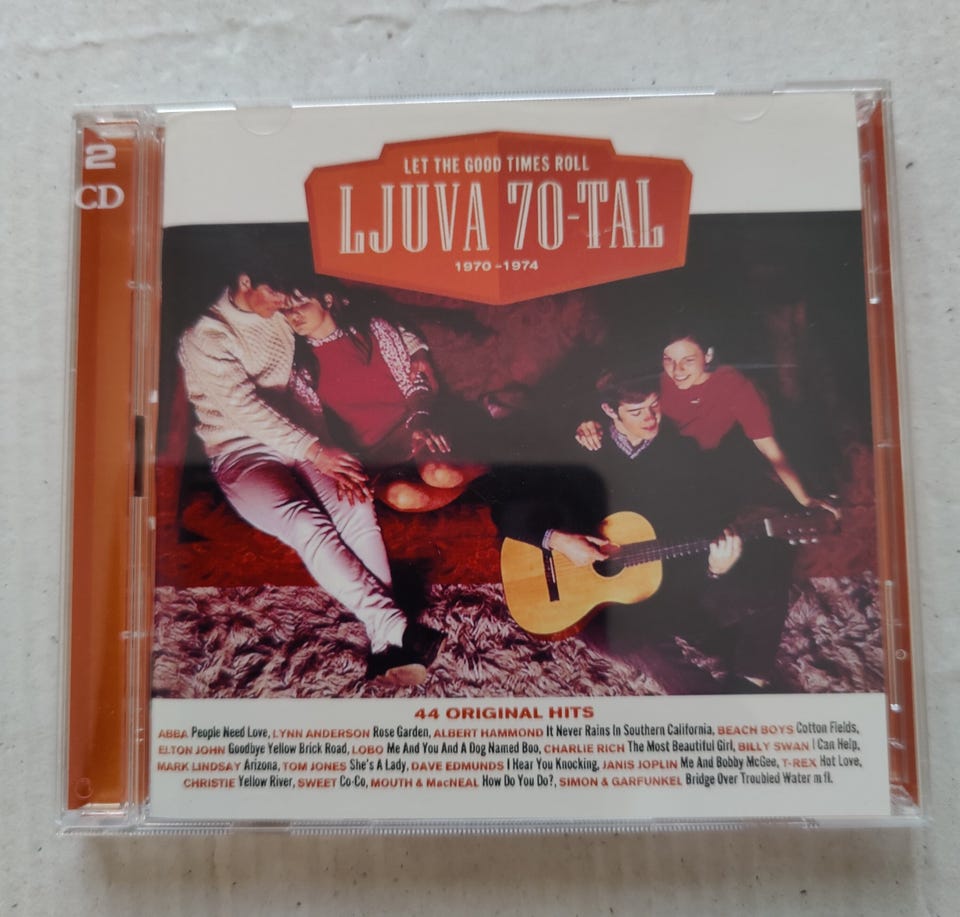 2
CD
LET THE GOOD TIMES ROLL
LJUVA 70-TAL
1970-1974
44 ORIGINAL HITS
ABBA People Need Love, LYNN ANDERSON Rose Garden, ALBERT HAMMOND It Never Rains In Southern California, BEACH BOYS Cotton Fields,
ELTON JOHN Goodbye Yellow Brick Road, LOBO Me And You And A Dog Named Boo, CHARLIE RICH The Most Beautiful Girl, BILLY SWAN I Can Help,
MARK LINDSAY Arizona, TOM JONES She's A Lady, DAVE EDMUNDS I Hear You Knocking, JANIS JOPLIN Me And Bobby McGee, T-REX Hot Love,
CHRISTIE Yellow River, SWEET Co-Co, MOUTH & MacNEAL How Do You Do?, SIMON & GARFUNKEL Bridge Over Troubled Water m fl.